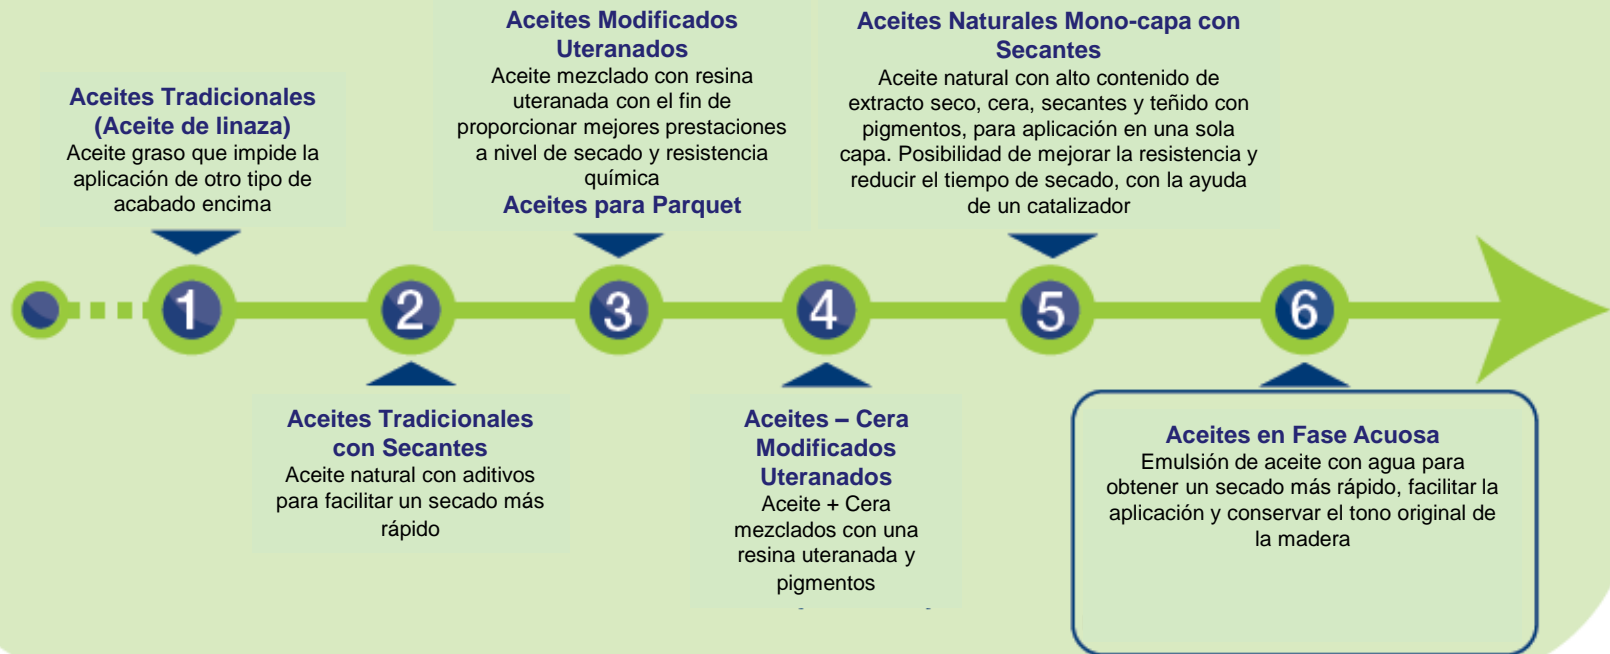 Aceites Tradicionales
(Aceite de linaza)
Aceite graso que impide la
aplicación de otro tipo de
acabado encima
Aceites Modificados
Uteranados
Aceite mezclado con resina
uteranada con el fin de
proporcionar mejores prestaciones
a nivel de secado y resistencia
química
Aceites para Parquet
Aceites Naturales Mono-capa con
Secantes
Aceite natural con alto contenido de
extracto seco, cera, secantes y teñido con
pigmentos, para aplicación en una sola
capa. Posibilidad de mejorar la resistencia y
reducir el tiempo de secado, con la ayuda
de un catalizador
1
2
3
4
5
6
Aceites Tradicionales
con Secantes
Aceite natural con aditivos
para facilitar un secado más
rápido
Aceites – Cera
Modificados
Uteranados
Aceite + Cera
mezclados con una
resina uteranada y
pigmentos
Aceites en Fase Acuosa
Emulsión de aceite con agua para
obtener un secado más rápido, facilitar la
aplicación y conservar el tono original de
la madera